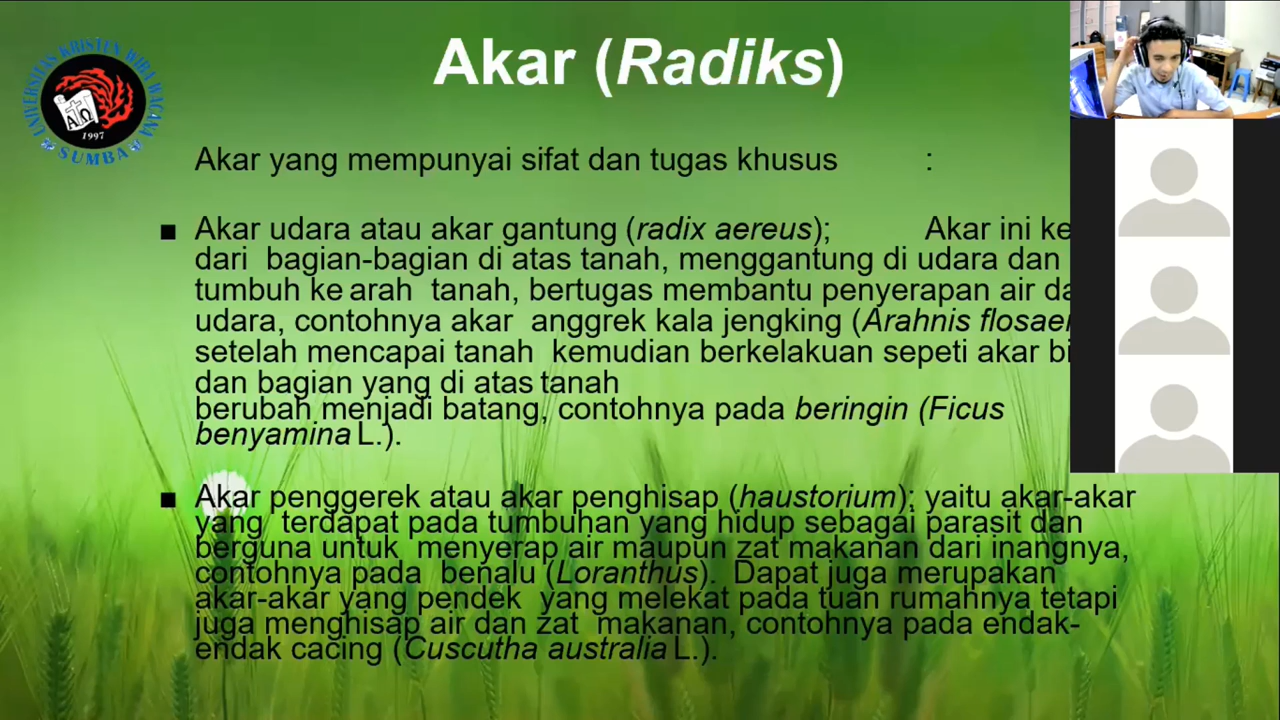 UNIVERSITAS KRISTEN WIRA WACANA
SUMBA
1997
Akar (Radiks)
Akar yang mempunyai sifat dan tugas khusus :
■ Akar udara atau akar gantung (radix aereus); Akar ini ke
dari bagian-bagian di atas tanah, menggantung di udara dan
tumbuh ke arah tanah, bertugas membantu penyerapan air da
udara, contohnya akar anggrek kala jengking (Arahnis flosae
setelah mencapai tanah kemudian berkelakuan sepeti akar bi
dan bagian yang di atas tanah
berubah menjadi batang, contohnya pada beringin (Ficus
benyamina L.).
■ Akar penggerek atau akar penghisap (haustorium); yaitu akar-akar
yang terdapat pada tumbuhan yang hidup sebagai parasit dan
berguna untuk menyerap air maupun zat makanan dari inangnya,
contohnya pada benalu (Loranthus). Dapat juga merupakan
akar-akar yang pendek yang melekat pada tuan rumahnya tetapi
juga menghisap air dan zat makanan, contohnya pada endak-
endak cacing (Cuscutha australia L.).